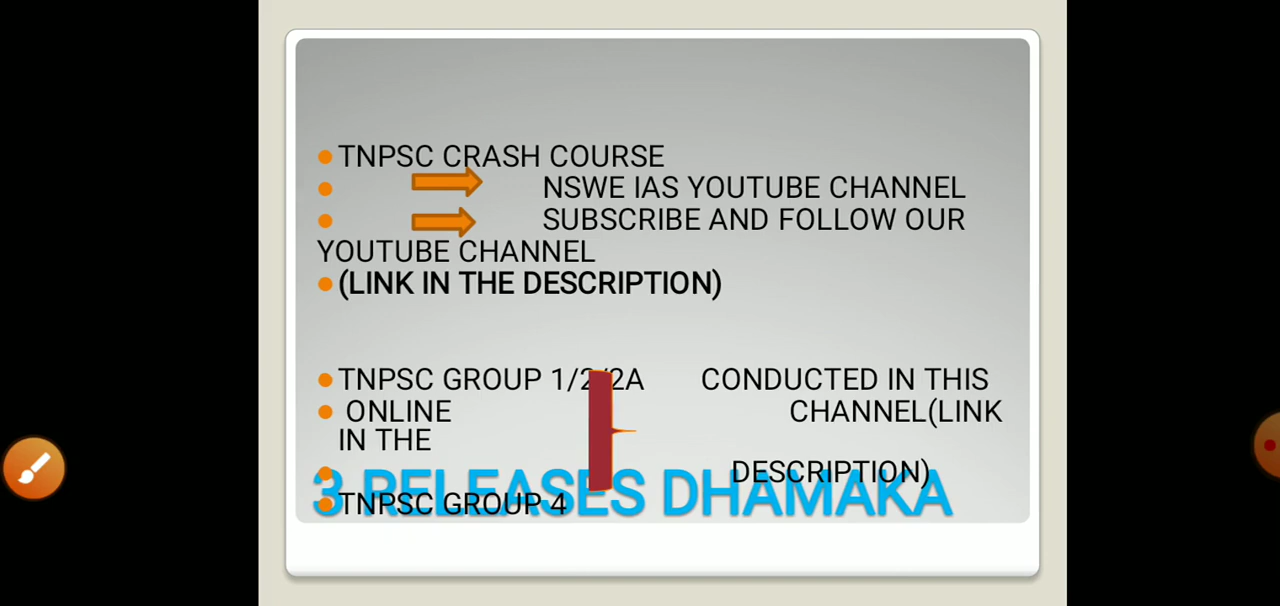 TNPSC CRASH COURSE
NSWE IAS YOUTUBE CHANNEL
SUBSCRIBE AND FOLLOW OUR
YOUTUBE CHANNEL
(LINK IN THE DESCRIPTION)
TNPSC GROUP 1/2/2A CONDUCTED IN THIS
ONLINE CHANNEL(LINK
IN THE
DESCRIPTION)
TNPSC GROUP 4
3 RELEASES DHAMAKA